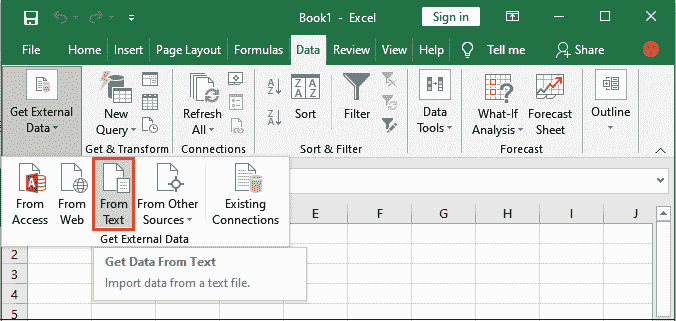 Book1 - Excel
Sign in
File Home Insert Page Layout Formulas Data Review View Help Tell me Share
Get External Data
New Query
Refresh All
Z A
A Z
Sort
Filter
Data Tools
What-If Analysis
Forecast Sheet
Outline
Get & Transform
Connections
Sort & Filter
Forecast
From Access
From Web
From Text
From Other Sources
Existing Connections
Get External Data
E F G H I J
Get Data From Text
Import data from a text file.
2
3
4
5